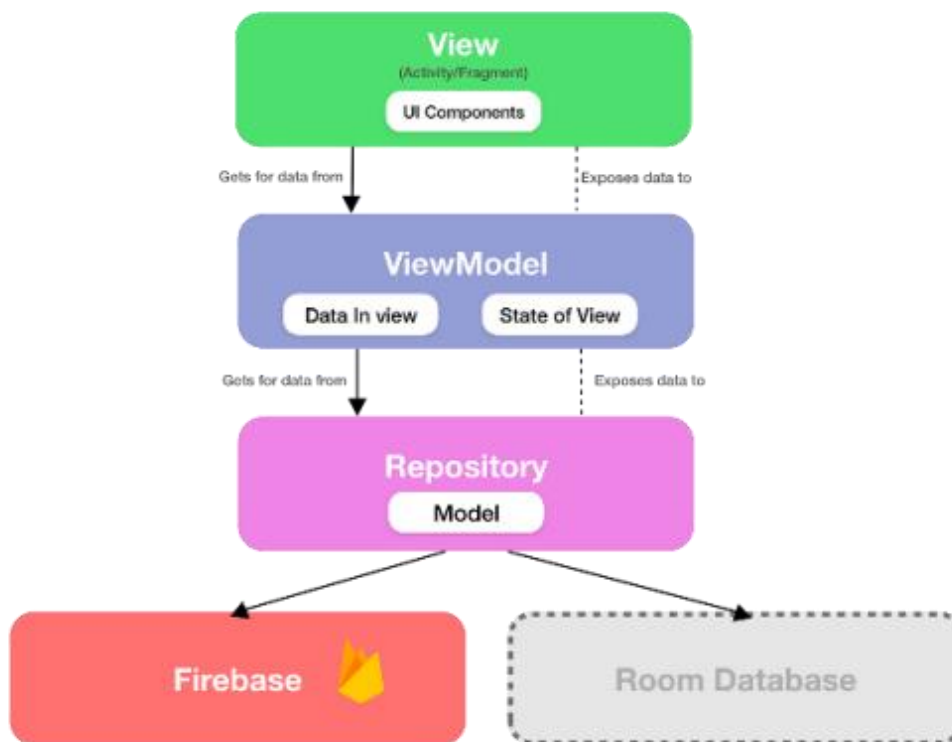 View
(Activity/Fragment)
UI Components
Gets for data from
Exposes data to
ViewModel
Data In view
State of View
Gets for data from
Exposes data to
Repository
Model
Firebase
Room Database